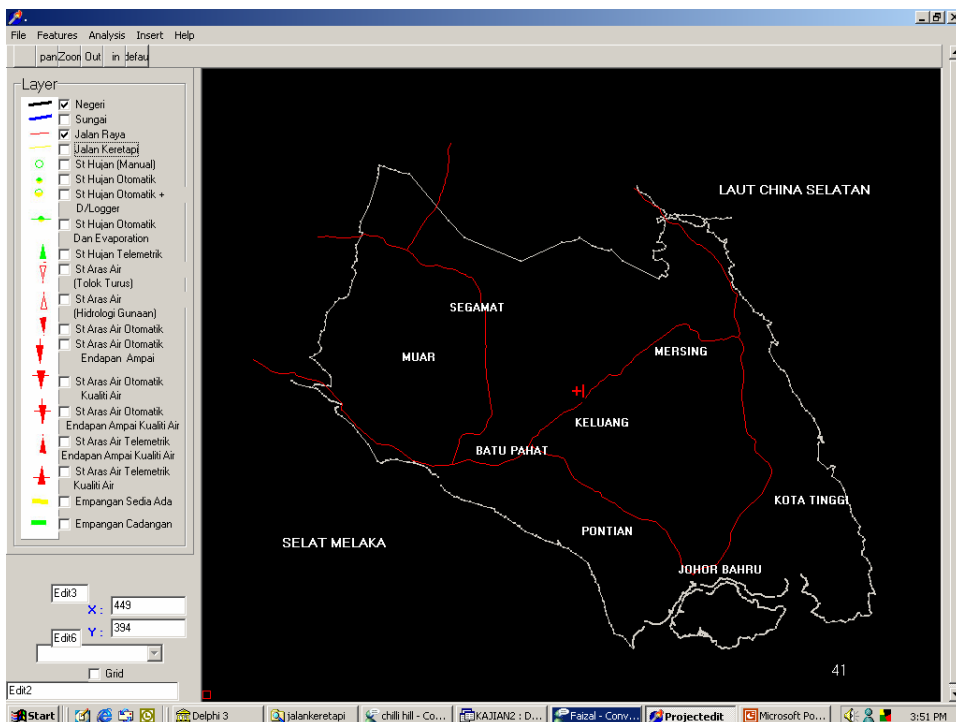 File Features Analysis Insert Help
pan Zoon Out in defau
Layer
Negeri
Sungai
Jalan Raya
Jalan Keretapi
St Hujan (Manual)
St Hujan Otomatik
St Hujan Otomatik +
D/Logger
St Hujan Otomatik
Dan Evaporation
St Hujan Telemetrik
St Aras Air
(Tolok Turus)
St Aras Air
(Hidrologi Gunaan)
St Aras Air Otomatik
St Aras Air Otomatik
Endapan Ampai
St Aras Air Otomatik
Kualiti Air
St Aras Air Otomatik
Endapan Ampai Kualiti Air
St Aras Air Telemetrik
Endapan Ampai Kualiti Air
St Aras Air Telemetrik
Kualiti Air
Empangan Sedia Ada
Empangan Cadangan
Edit3
X : 449
Y : 394
Edit6
Grid
Edit2
LAUT CHINA SELATAN
SEGAMAT
MUAR
MERSING
KELUANG
BATU PAHAT
KOTA TINGGI
PONTIAN
SELAT MELAKA
JOHOR BAHRU
41
Start Delphi 3 jalankeretapi chilli hill - Co... KAJIAN2 : D... Faizal - Conv... Projectedit Microsoft Po... 3:51 PM